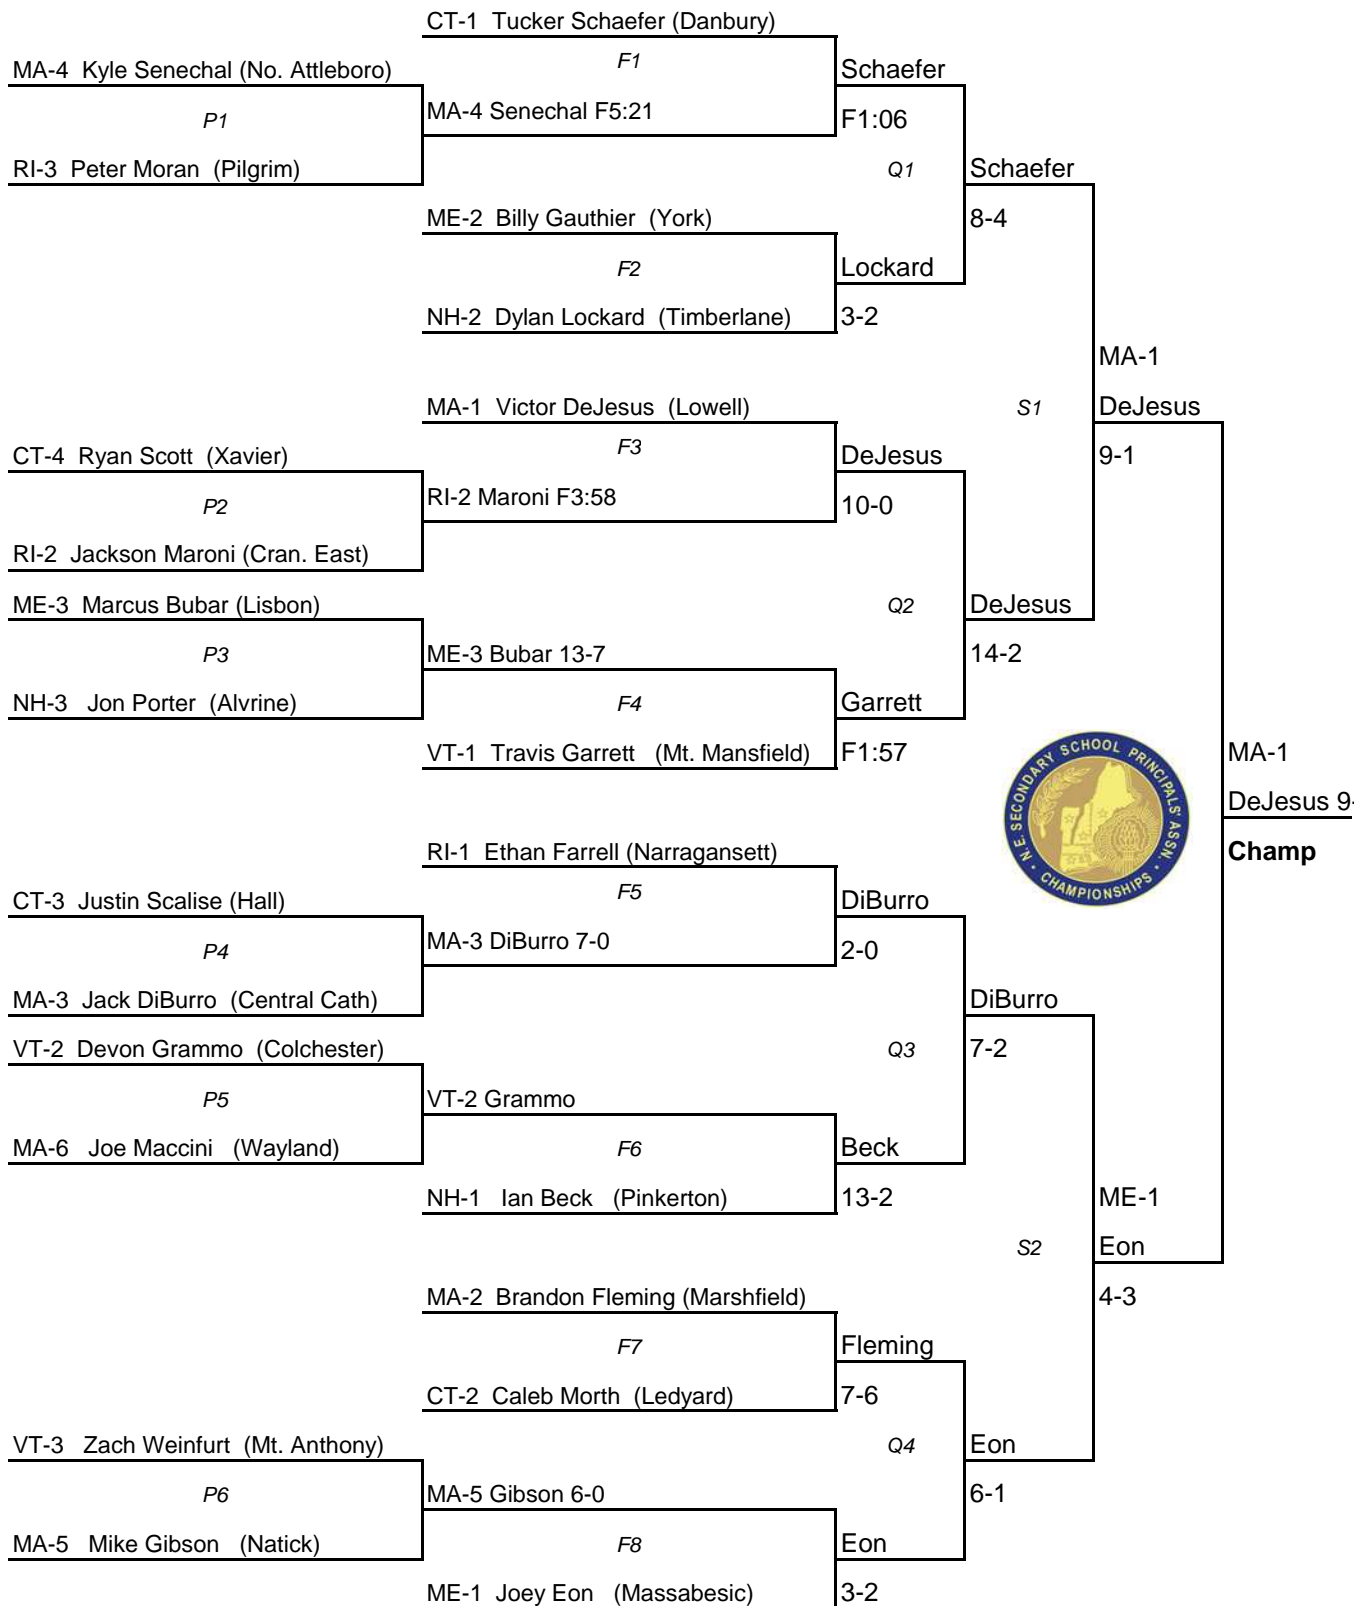 CT-1 Tucker Schaefer (Danbury)
F1
MA-4 Kyle Senechal (No. Attleboro)
Schaefer
P1
MA-4 Senechal F5:21
F1:06
RI-3 Peter Moran (Pilgrim)
Q1
Schaefer
ME-2 Billy Gauthier (York)
8-4
F2
Lockard
NH-2 Dylan Lockard (Timberlane)
3-2
MA-1
MA-1 Victor DeJesus (Lowell)
S1
DeJesus
F3
CT-4 Ryan Scott (Xavier)
DeJesus
9-1
P2
RI-2 Maroni F3:58
10-0
RI-2 Jackson Maroni (Cran. East)
ME-3 Marcus Bubar (Lisbon)
Q2
DeJesus
P3
ME-3 Bubar 13-7
14-2
NH-3 Jon Porter (Alvrine)
F4
Garrett
VT-1 Travis Garrett (Mt. Mansfield)
F1:57
N.E. SECONDARY SCHOOL PRINCIPALS' ASSN.
CHAMPIONSHIPS
MA-1
DeJesus 9-
Champ
RI-1 Ethan Farrell (Narragansett)
F5
CT-3 Justin Scalise (Hall)
DiBurro
P4
MA-3 DiBurro 7-0
2-0
MA-3 Jack DiBurro (Central Cath)
DiBurro
VT-2 Devon Grammo (Colchester)
Q3
7-2
P5
VT-2 Grammo
MA-6 Joe Maccini (Wayland)
F6
Beck
NH-1 Ian Beck (Pinkerton)
13-2
ME-1
S2
Eon
MA-2 Brandon Fleming (Marshfield)
4-3
F7
Fleming
CT-2 Caleb Morth (Ledyard)
7-6
VT-3 Zach Weinfurt (Mt. Anthony)
Q4
Eon
P6
MA-5 Gibson 6-0
6-1
MA-5 Mike Gibson (Natick)
F8
Eon
ME-1 Joey Eon (Massabesic)
3-2